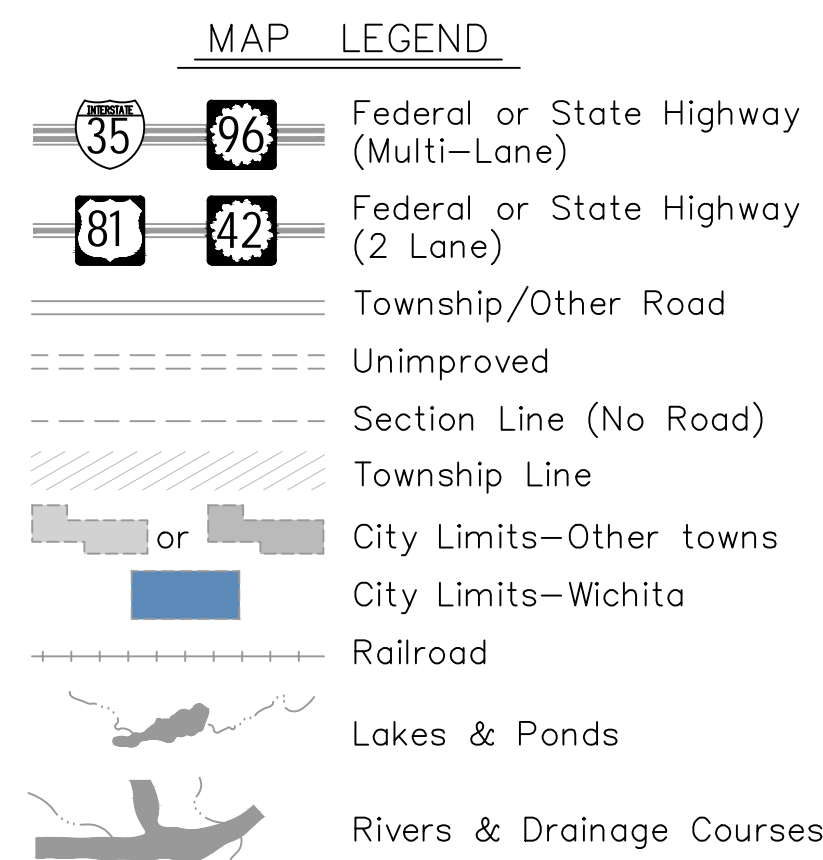 MAP LEGEND
INTERSTATE
35
96
Federal or State Highway
(Multi-Lane)
81
42
Federal or State Highway
(2 Lane)
Township/Other Road
Unimproved
Section Line (No Road)
Township Line
or
City Limits-Other towns
City Limits-Wichita
Railroad
Lakes & Ponds
Rivers & Drainage Courses